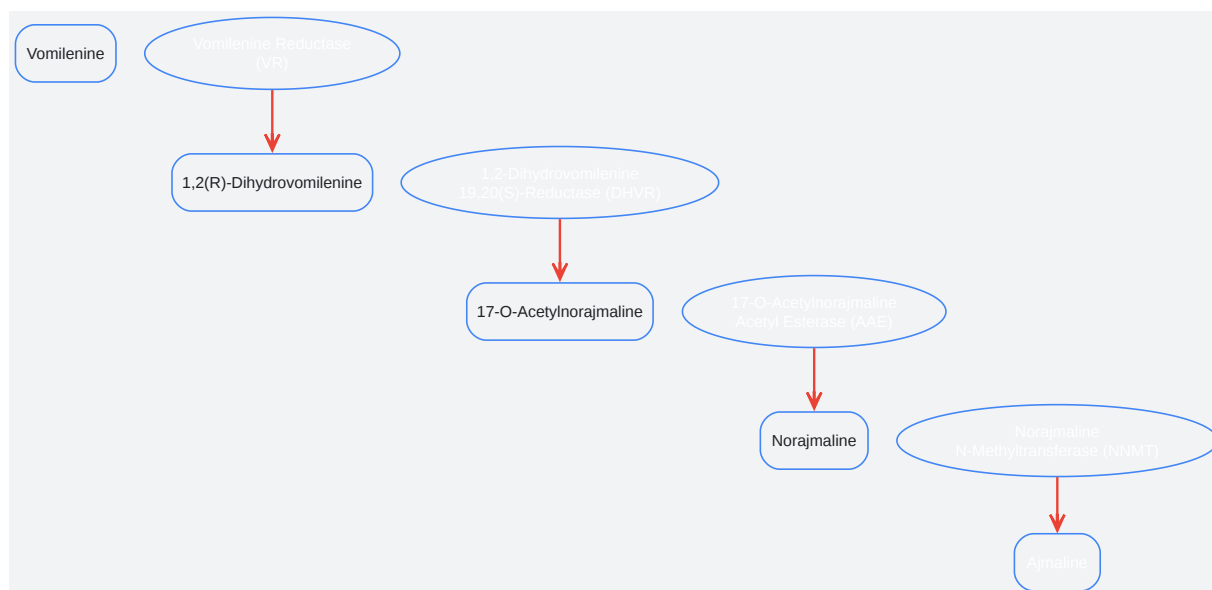 Vomilenine
Vomilenine Reductase
(VR)
1,2(R)-Dihydrovomilenine
1,2-Dihydrovomilenine
19,20(S)-Reductase (DHVR)
17-O-Acetylnorajmaline
17-O-Acetylnorajmaline
Acetyl Esterase (AAE)
Norajmaline
Norajmaline
N-Methyltransferase (NNMT)
Ajmaline